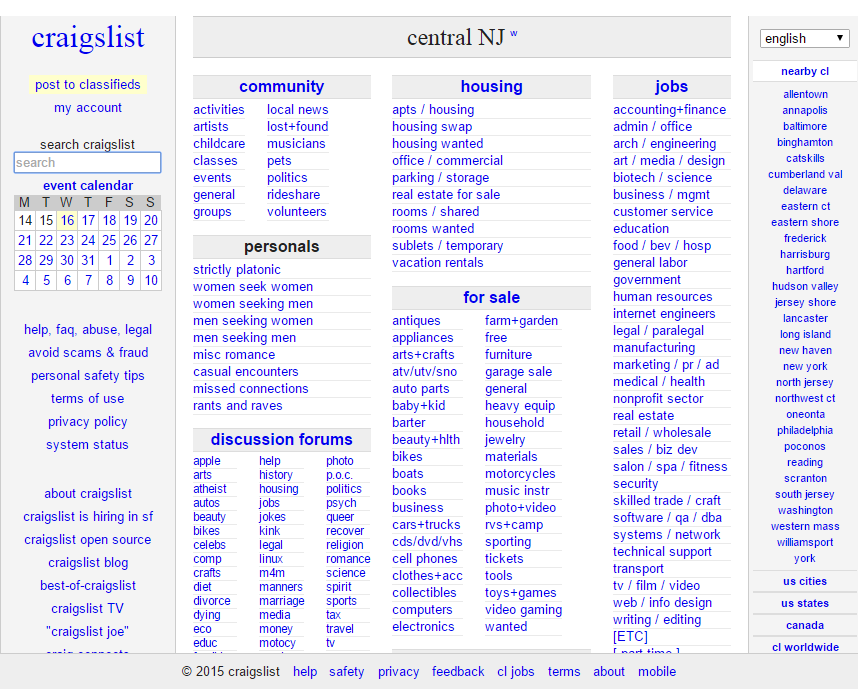 craigslist
post to classifieds
my account
search craigslist
search
event calendar
M T W T F S S
14 15 16 17 18 19 20
21 22 23 24 25 26 27
28 29 30 31 1 2 3
4 5 6 7 8 9 10
help, faq, abuse, legal
avoid scams & fraud
personal safety tips
terms of use
privacy policy
system status
about craigslist
craigslist is hiring in sf
craigslist open source
craigslist blog
best-of-craigslist
craigslist TV
"craigslist joe"
craig connects
central NJ w
community
activities local news
artists lost+found
childcare musicians
classes pets
events politics
general rideshare
groups volunteers
personals
strictly platonic
women seek women
women seeking men
men seeking women
men seeking men
misc romance
casual encounters
missed connections
rants and raves
discussion forums
apple help photo
arts history p.o.c.
atheist housing politics
autos jobs psych
beauty jokes queer
bikes kink recover
celebs legal religion
comp linux romance
crafts m4m science
diet manners spirit
divorce marriage sports
dying media tax
eco money travel
educ motocy tv
housing
apts / housing
housing swap
housing wanted
office / commercial
parking / storage
real estate for sale
rooms / shared
rooms wanted
sublets / temporary
vacation rentals
for sale
antiques farm+garden
appliances free
arts+crafts furniture
atv/utv/sno garage sale
auto parts general
baby+kid heavy equip
barter household
beauty+hlth jewelry
bikes materials
boats motorcycles
books music instr
business photo+video
cars+trucks rvs+camp
cds/dvd/vhs sporting
cell phones tickets
clothes+acc tools
collectibles toys+games
computers video gaming
electronics wanted
jobs
accounting+finance
admin / office
arch / engineering
art / media / design
biotech / science
business / mgmt
customer service
education
food / bev / hosp
general labor
government
human resources
internet engineers
legal / paralegal
manufacturing
marketing / pr / ad
medical / health
nonprofit sector
real estate
retail / wholesale
sales / biz dev
salon / spa / fitness
security
skilled trade / craft
software / qa / dba
systems / network
technical support
transport
tv / film / video
web / info design
writing / editing
[ETC]
[ part-time ]
english
nearby cl
allentown
annapolis
baltimore
binghamton
catskills
cumberland val
delaware
eastern ct
eastern shore
frederick
harrisburg
hartford
hudson valley
jersey shore
lancaster
long island
new haven
new york
north jersey
northwest ct
oneonta
philadelphia
poconos
reading
scranton
south jersey
washington
western mass
williamsport
york
us cities
us states
canada
cl worldwide
© 2015 craigslist help safety privacy feedback cl jobs terms about mobile